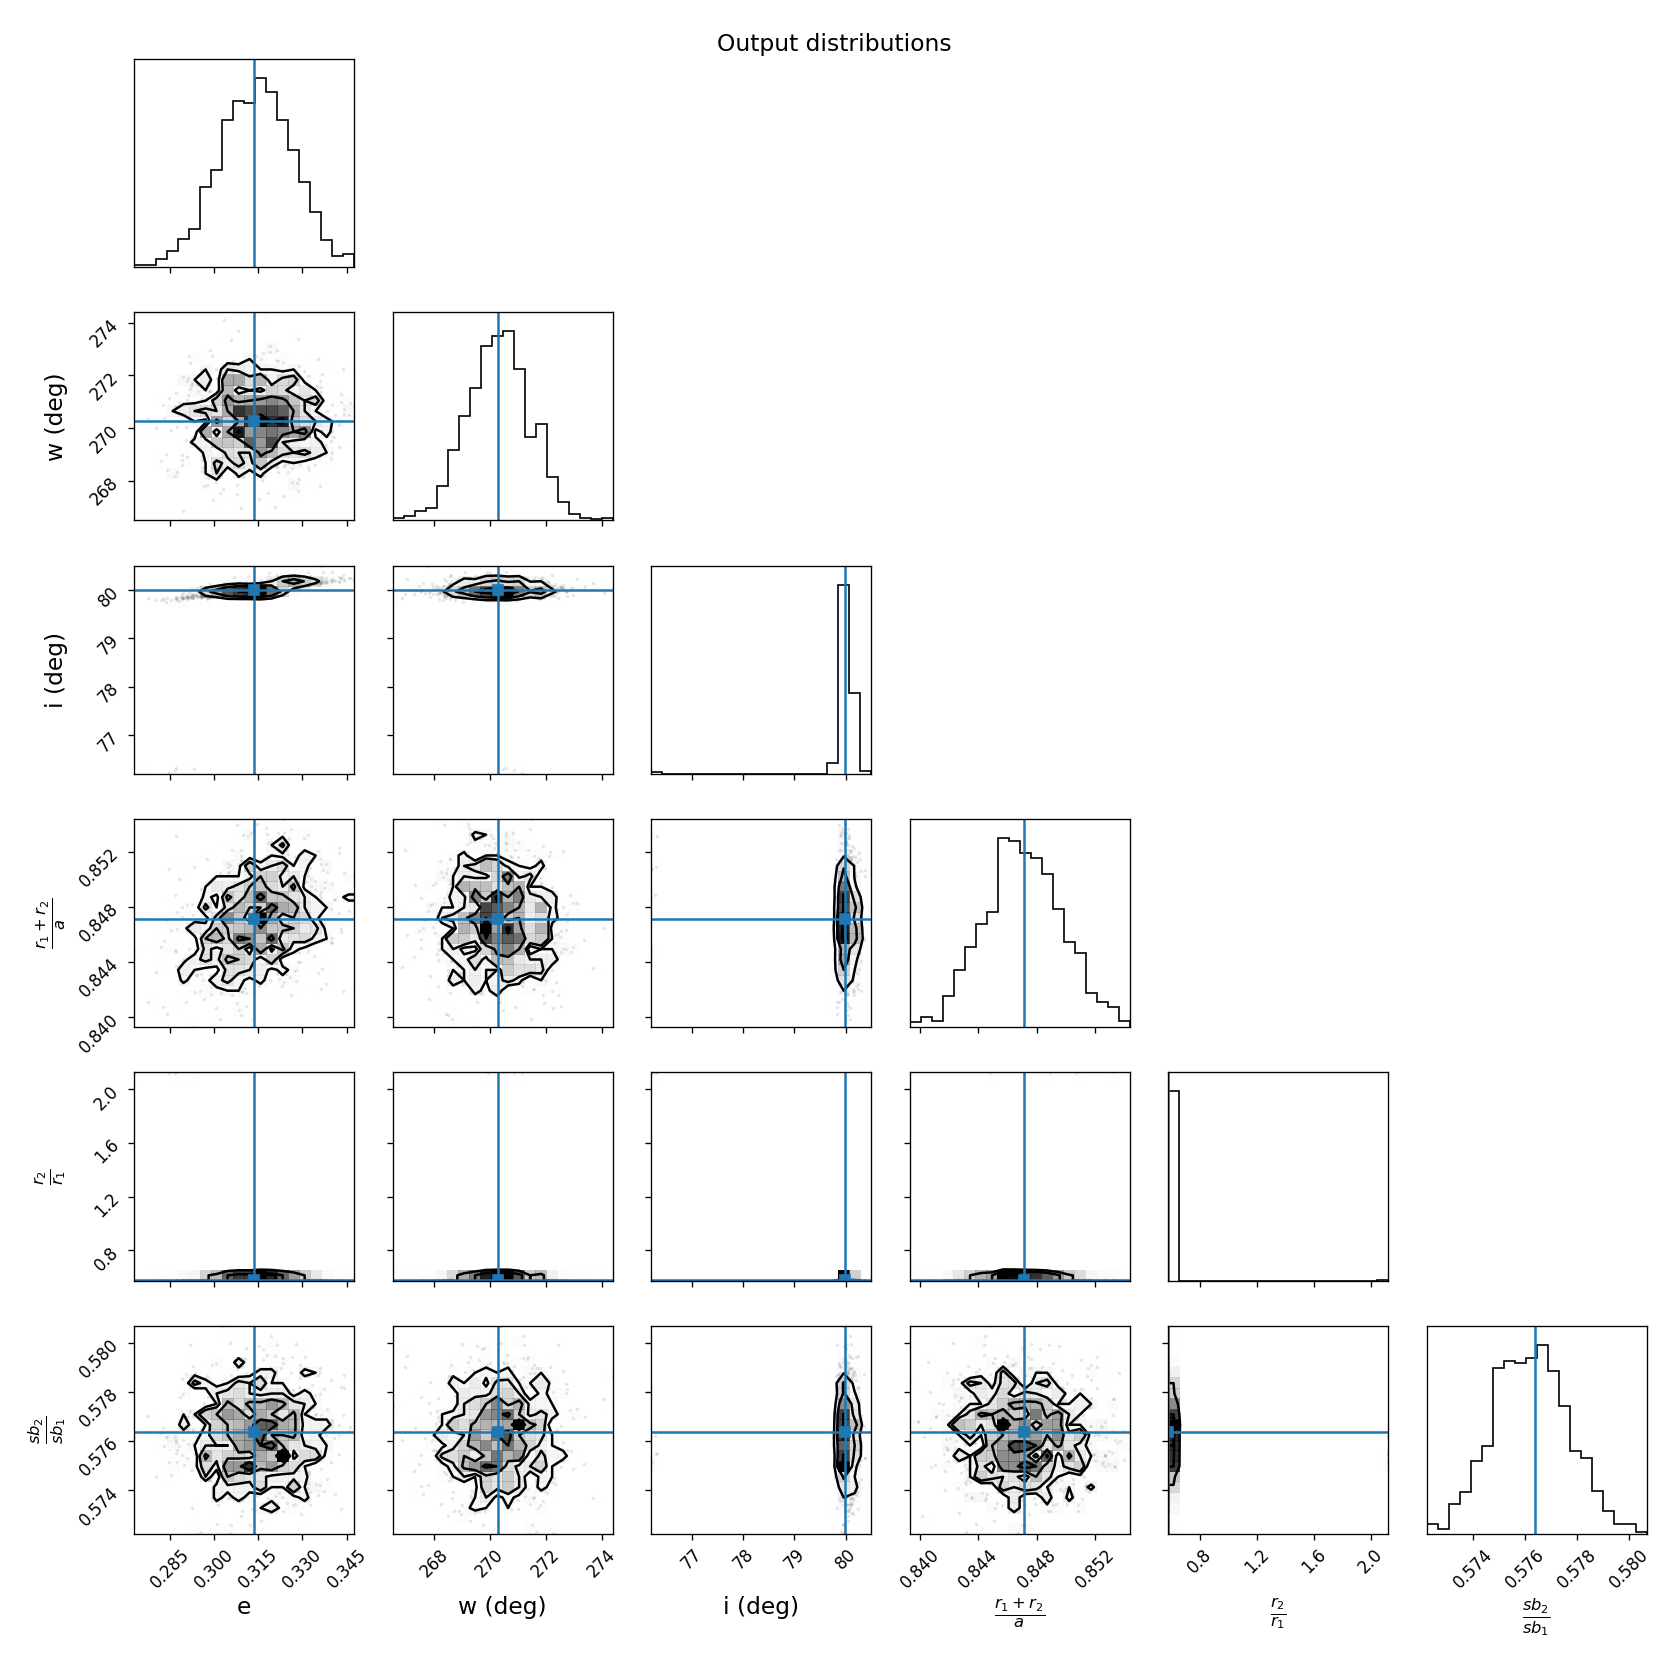 Output distributions
274
272
270
268
w (deg)
80
79
78
77
i (deg)
0.852
0.848
0.844
0.840
r₁ + r₂
a
2.0
1.6
1.2
0.8
r₂
r₁
0.580
0.578
0.576
0.574
sb₂
sb₁
0.285 0.300 0.315 0.330 0.345 268 270 272 274 77 78 79 80 0.840 0.844 0.848 0.852 0.8 1.2 1.6 2.0 0.574 0.576 0.578 0.580
e w (deg) i (deg) r₁ + r₂ r₂ sb₂
a r₁ sb₁